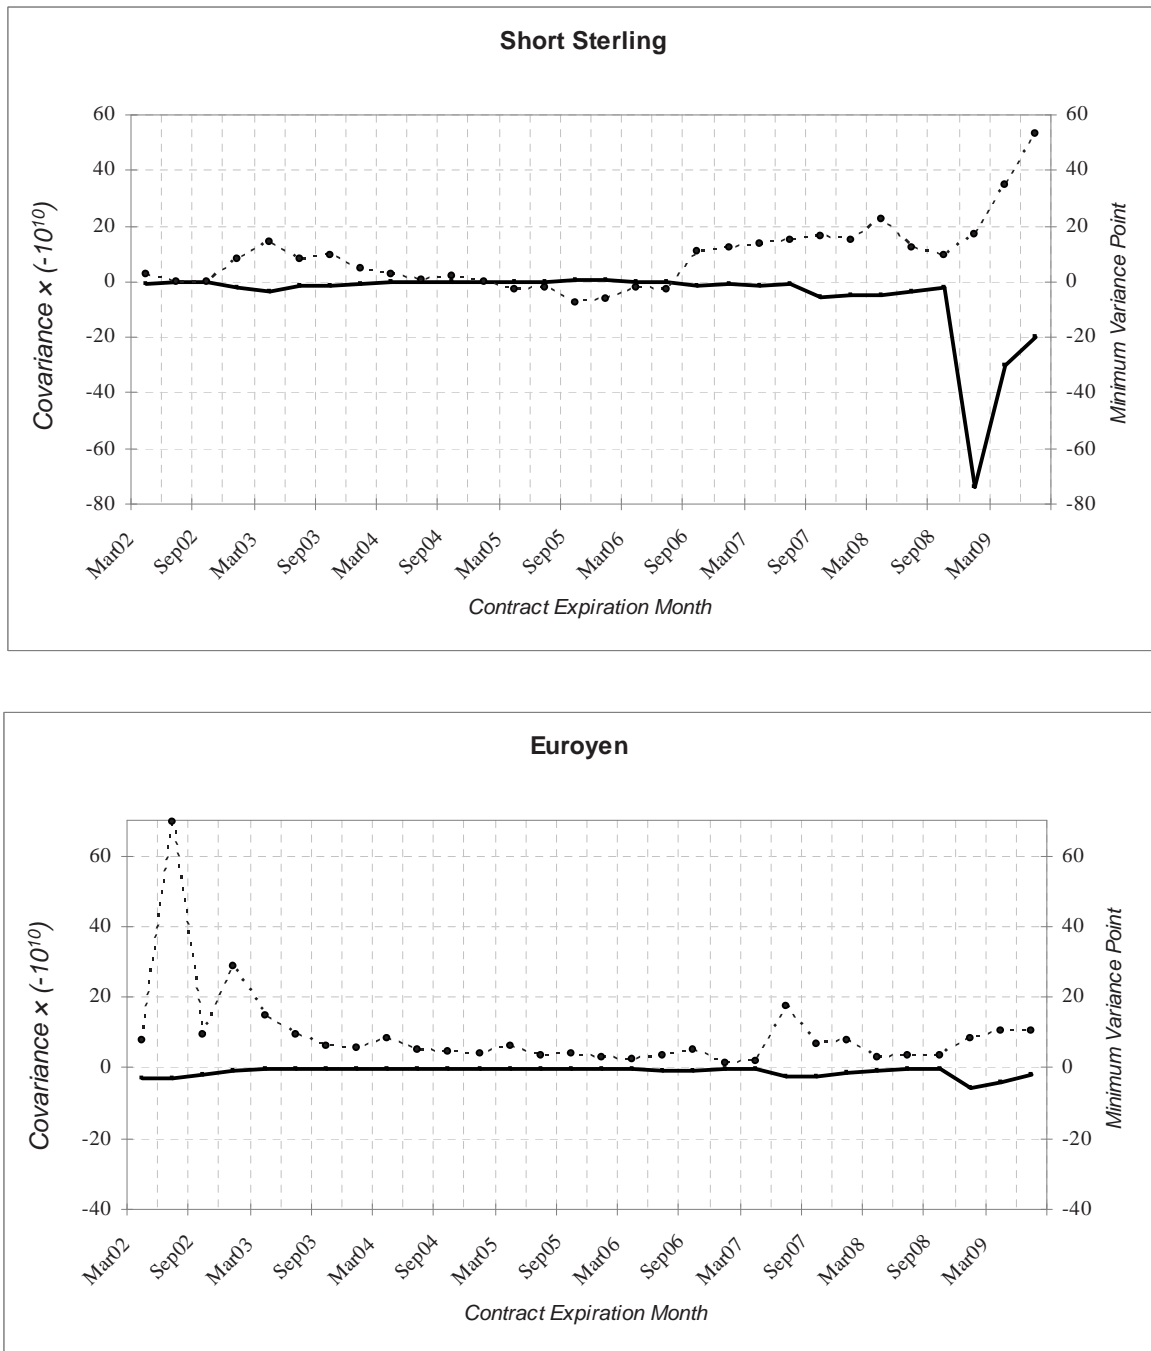 Short Sterling
60 60
40 40
20 20
0 0
-20 -20
-40 -40
-60 -60
-80 -80
Covariance × (-10¹⁰)
Minimum Variance Point
Mar02 Sep02 Mar03 Sep03 Mar04 Sep04 Mar05 Sep05 Mar06 Sep06 Mar07 Sep07 Mar08 Sep08 Mar09
Contract Expiration Month
Euroyen
60 60
40 40
20 20
0 0
-20 -20
-40 -40
Covariance × (-10¹⁰)
Minimum Variance Point
Mar02 Sep02 Mar03 Sep03 Mar04 Sep04 Mar05 Sep05 Mar06 Sep06 Mar07 Sep07 Mar08 Sep08 Mar09
Contract Expiration Month